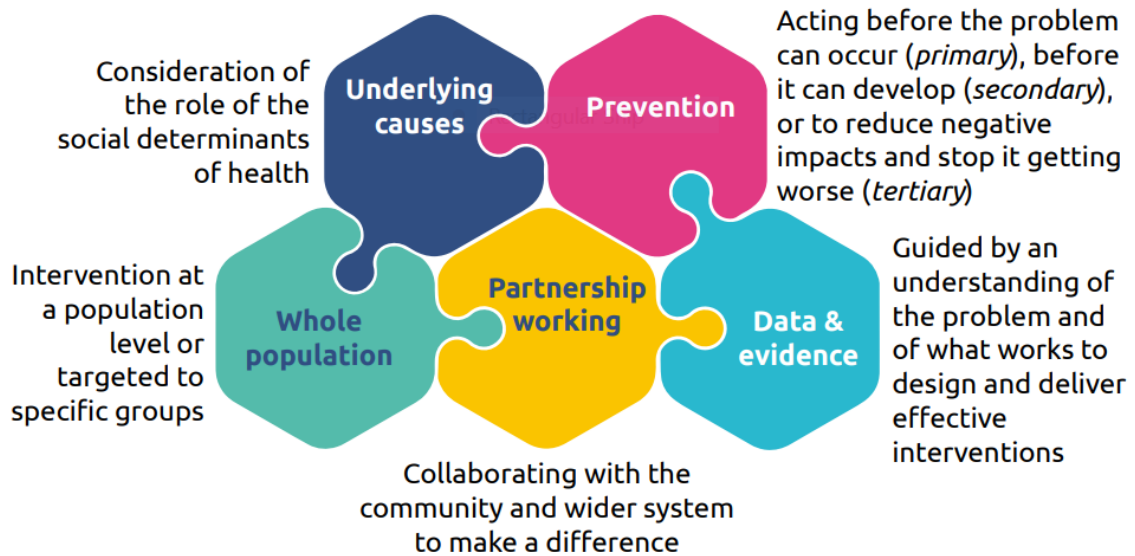 Consideration of
the role of the
social determinants
of health
Underlying
causes
Prevention
Acting before the problem
can occur (primary), before
it can develop (secondary),
or to reduce negative
impacts and stop it getting
worse (tertiary)
Intervention at
a population
level or
targeted to
specific groups
Whole
population
Partnership
working
Data &
evidence
Guided by an
understanding of
the problem and
of what works to
design and deliver
effective
interventions
Collaborating with the
community and wider system
to make a difference